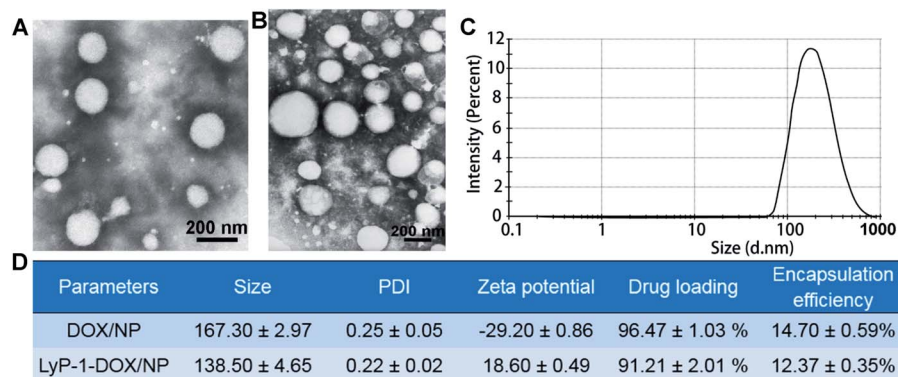 A
200 nm
B
200 nm
C
Intensity (Percent)
12
10
8
6
4
2
0
0.1 1 10 100 1000
Size (d.nm)
D
Parameters Size PDI Zeta potential Drug loading Encapsulation efficiency
DOX/NP 167.30 ± 2.97 0.25 ± 0.05 -29.20 ± 0.86 96.47 ± 1.03 % 14.70 ± 0.59%
LyP-1-DOX/NP 138.50 ± 4.65 0.22 ± 0.02 18.60 ± 0.49 91.21 ± 2.01 % 12.37 ± 0.35%